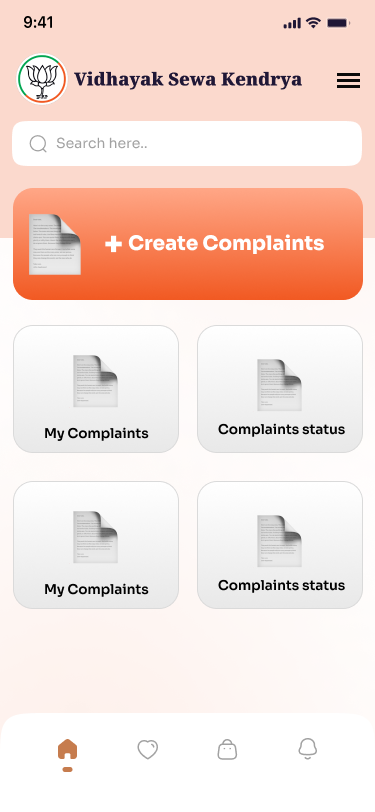 9:41
Vidhayak Sewa Kendrya
Search here..
+ Create Complaints
My Complaints
Complaints status
My Complaints
Complaints status